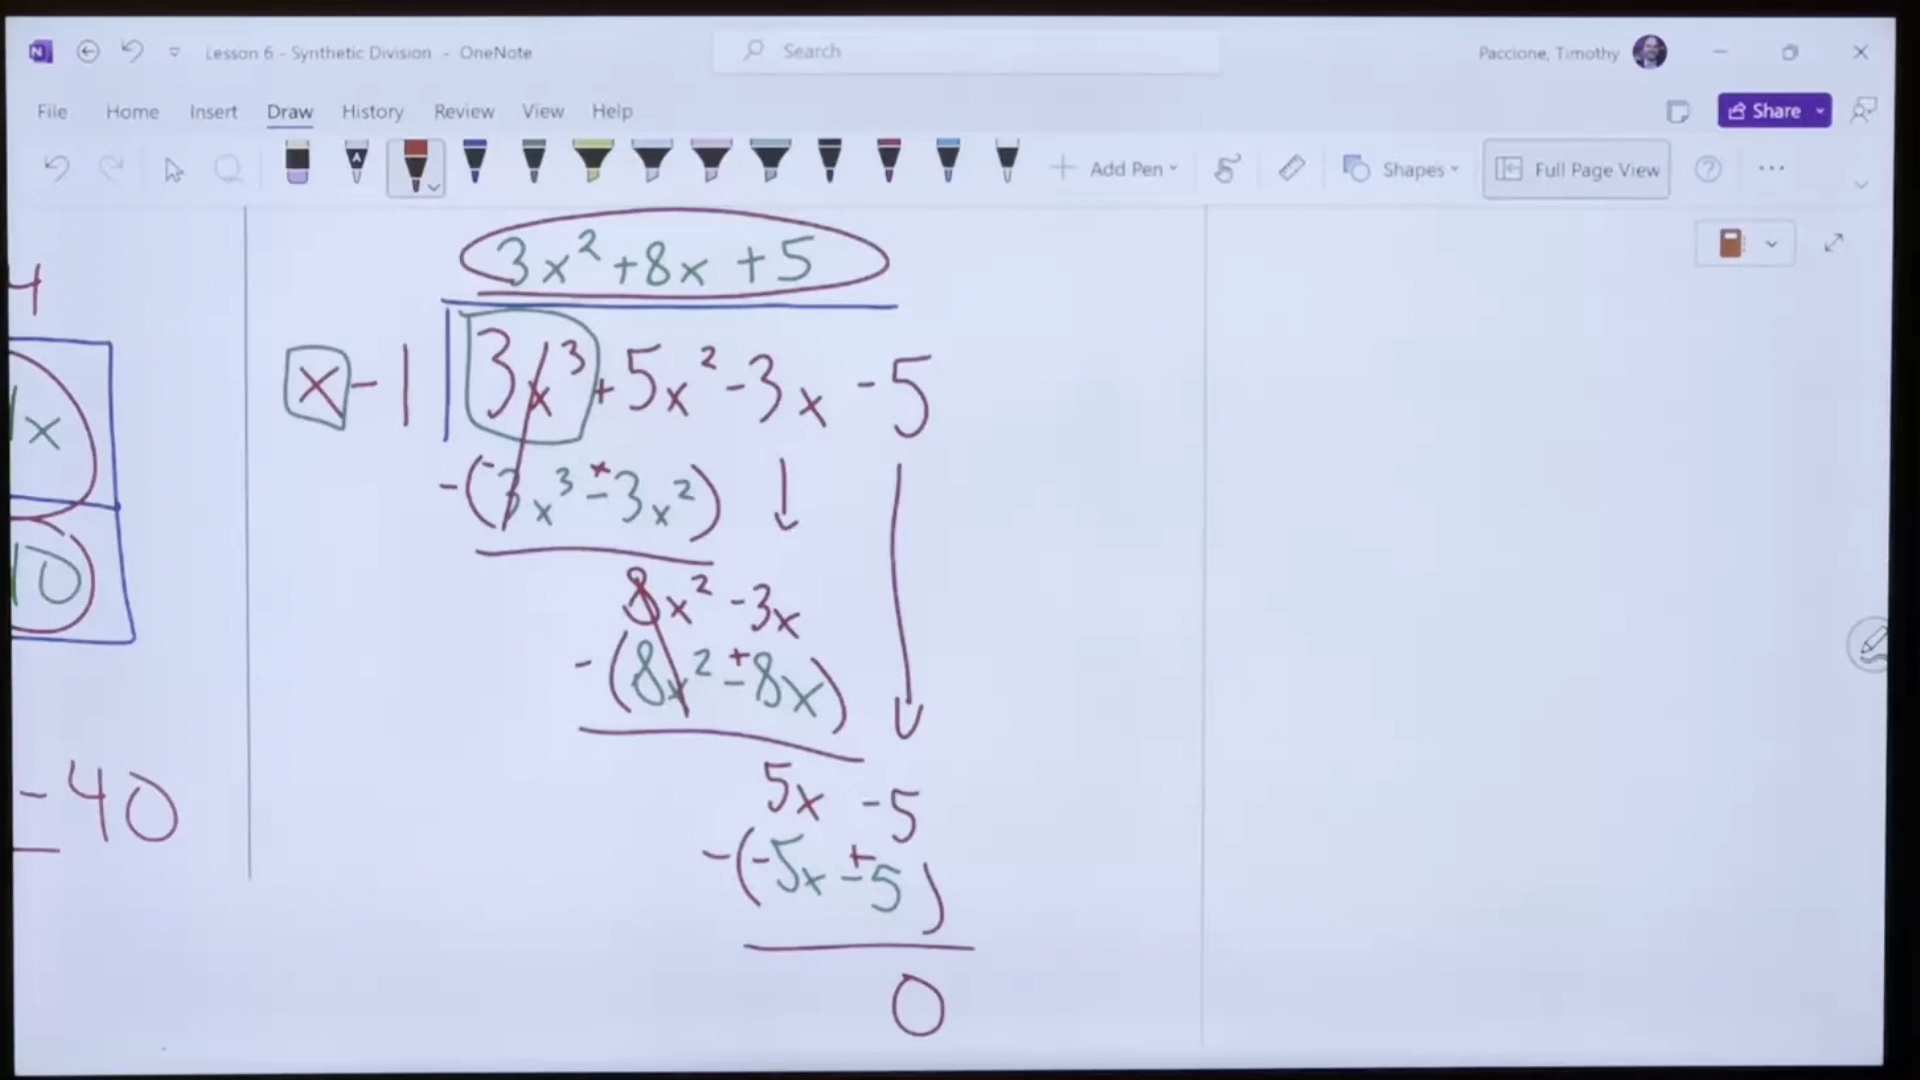 Lesson 6 - Synthetic Division - OneNote
Search
Paccione, Timothy
File Home Insert Draw History Review View Help
Share
A
Add Pen
Shapes
Full Page View
4
x
10
-40
3x² +8x +5
x - 1 3x³ + 5x² - 3x - 5
-(-3x³ +- 3x²)
8x² - 3x
-(8x² +- 8x)
5x - 5
-(-5x +- 5)
0